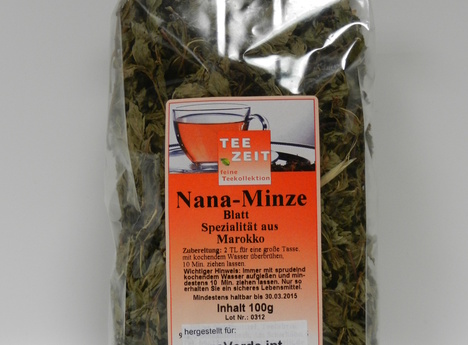 TEE
ZEIT
feine
Teekollektion
Nana-Minze
Blatt
Spezialität aus
Marokko
Zubereitung: 2 TL für eine große Tasse,
mit kochendem Wasser überbrühen,
10 Min. ziehen lassen.
Wichtiger Hinweis: Immer mit sprudelnd
kochendem Wasser aufgießen und min-
destens 10 Min. ziehen lassen. Nur so
erhalten Sie ein sicheres Lebensmittel.
Mindestens haltbar bis 30.03.2015
Inhalt 100g
Lot Nr.: 0312
9 hergestellt für: